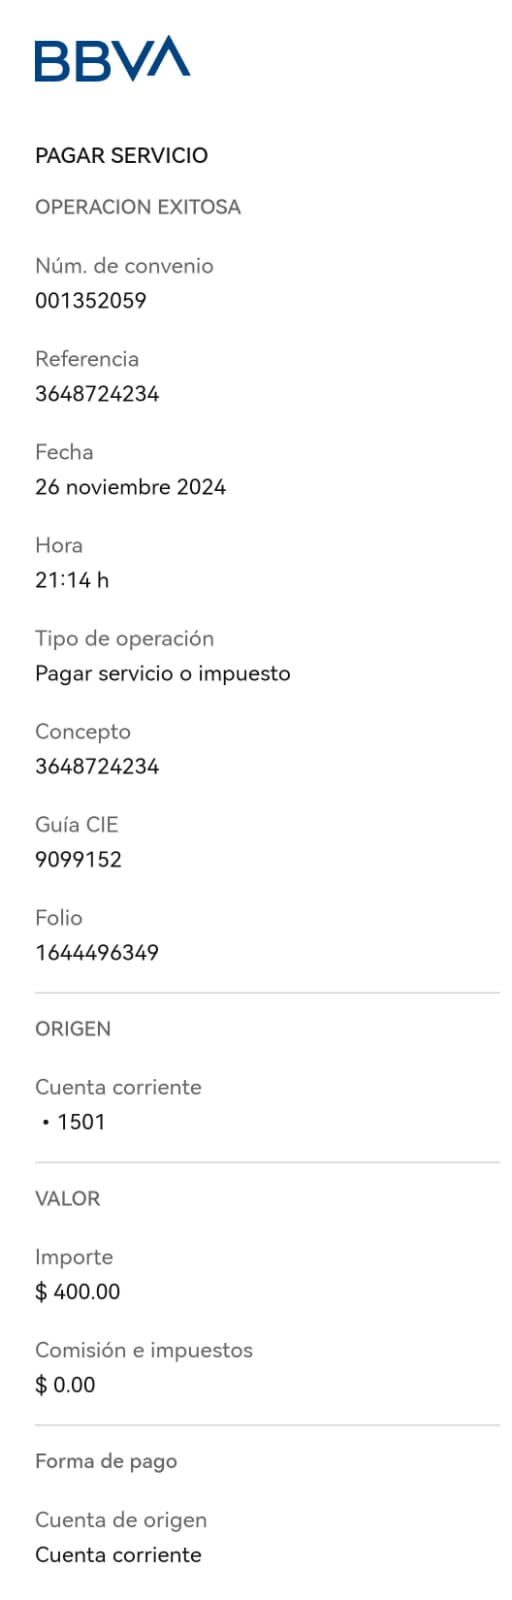 BBVA
PAGAR SERVICIO
OPERACION EXITOSA
Núm. de convenio
001352059
Referencia
3648724234
Fecha
26 noviembre 2024
Hora
21:14 h
Tipo de operación
Pagar servicio o impuesto
Concepto
3648724234
Guía CIE
9099152
Folio
1644496349
ORIGEN
Cuenta corriente
• 1501
VALOR
Importe
$ 400.00
Comisión e impuestos
$ 0.00
Forma de pago
Cuenta de origen
Cuenta corriente